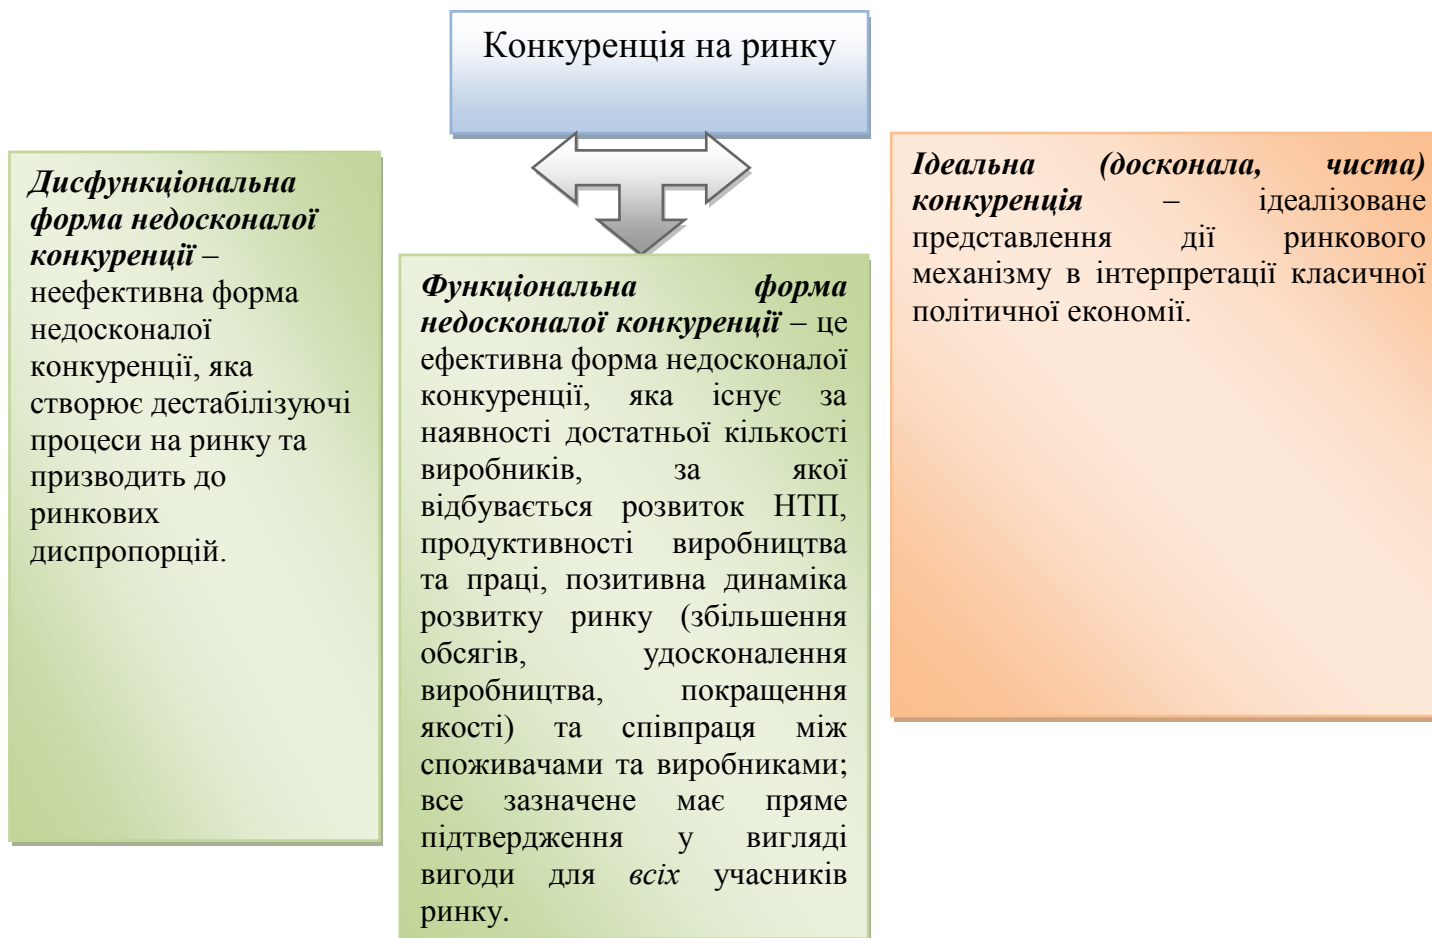 Конкуренція на ринку
Дисфункціональна
форма недосконалої
конкуренції –
неефективна форма
недосконалої
конкуренції, яка
створює дестабілізуючі
процеси на ринку та
призводить до
ринкових
диспропорцій.
Функціональна форма
недосконалої конкуренції – це
ефективна форма недосконалої
конкуренції, яка існує за
наявності достатньої кількості
виробників, за якої
відбувається розвиток НТП,
продуктивності виробництва
та праці, позитивна динаміка
розвитку ринку (збільшення
обсягів, удосконалення
виробництва, покращення
якості) та співпраця між
споживачами та виробниками;
все зазначене має пряме
підтвердження у вигляді
вигоди для всіх учасників
ринку.
Ідеальна (досконала, чиста)
конкуренція – ідеалізоване
представлення дії ринкового
механізму в інтерпретації класичної
політичної економії.